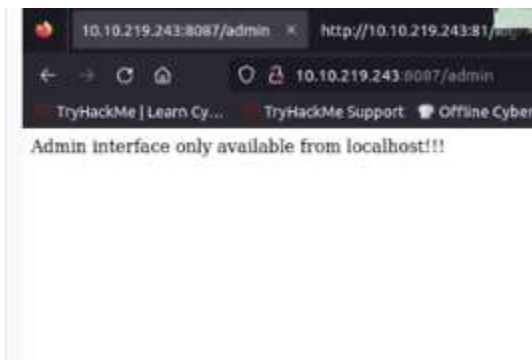 10.10.219.243:8087/admin × http://10.10.219.243:81/
10.10.219.243:8087/admin
TryHackMe | Learn Cy... TryHackMe Support Offline Cyber
Admin interface only available from localhost!!!